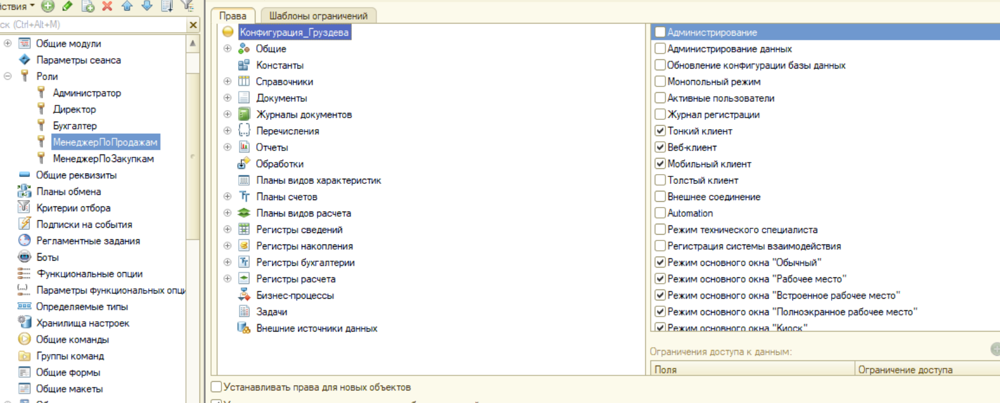 йствия
ск (Ctrl+Alt+M)
Общие модули
Параметры сеанса
Роли
Администратор
Директор
Бухгалтер
МенеджерПоПродажам
МенеджерПоЗакупкам
Общие реквизиты
Планы обмена
Критерии отбора
Подписки на события
Регламентные задания
Боты
Функциональные опции
Параметры функциональных опци
Определяемые типы
Хранилища настроек
Общие команды
Группы команд
Общие формы
Общие макеты
Права
Шаблоны ограничений
Конфигурация_Груздева
Общие
Константы
Справочники
Документы
Журналы документов
Перечисления
Отчеты
Обработки
Планы видов характеристик
Планы счетов
Планы видов расчета
Регистры сведений
Регистры накопления
Регистры бухгалтерии
Регистры расчета
Бизнес-процессы
Задачи
Внешние источники данных
Администрирование
Администрирование данных
Обновление конфигурации базы данных
Монопольный режим
Активные пользователи
Журнал регистрации
Тонкий клиент
Веб-клиент
Мобильный клиент
Толстый клиент
Внешнее соединение
Automation
Режим технического специалиста
Регистрация системы взаимодействия
Режим основного окна "Обычный"
Режим основного окна "Рабочее место"
Режим основного окна "Встроенное рабочее место"
Режим основного окна "Полноэкранное рабочее место"
Режим основного окна "Киоск"
Ограничения доступа к данным:
Поля
Ограничение доступа
Устанавливать права для новых объектов